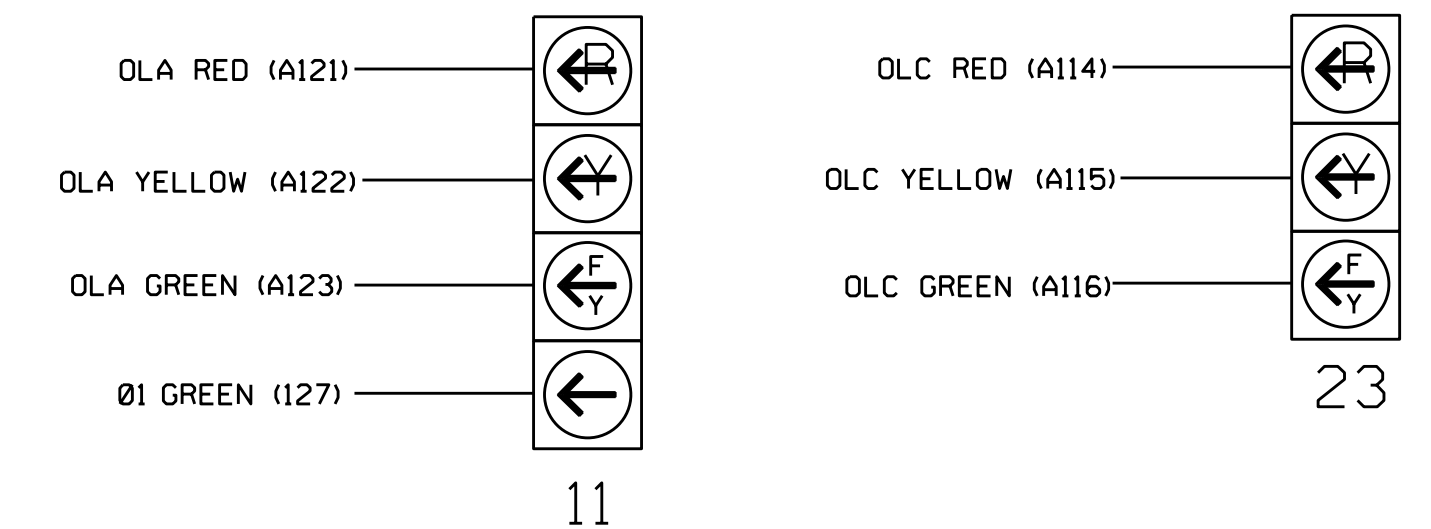 OLA RED (A121)
R
OLA YELLOW (A122)
Y
OLA GREEN (A123)
F
Y
Ø1 GREEN (127)
11
OLC RED (A114)
R
OLC YELLOW (A115)
Y
OLC GREEN (A116)
F
Y
23